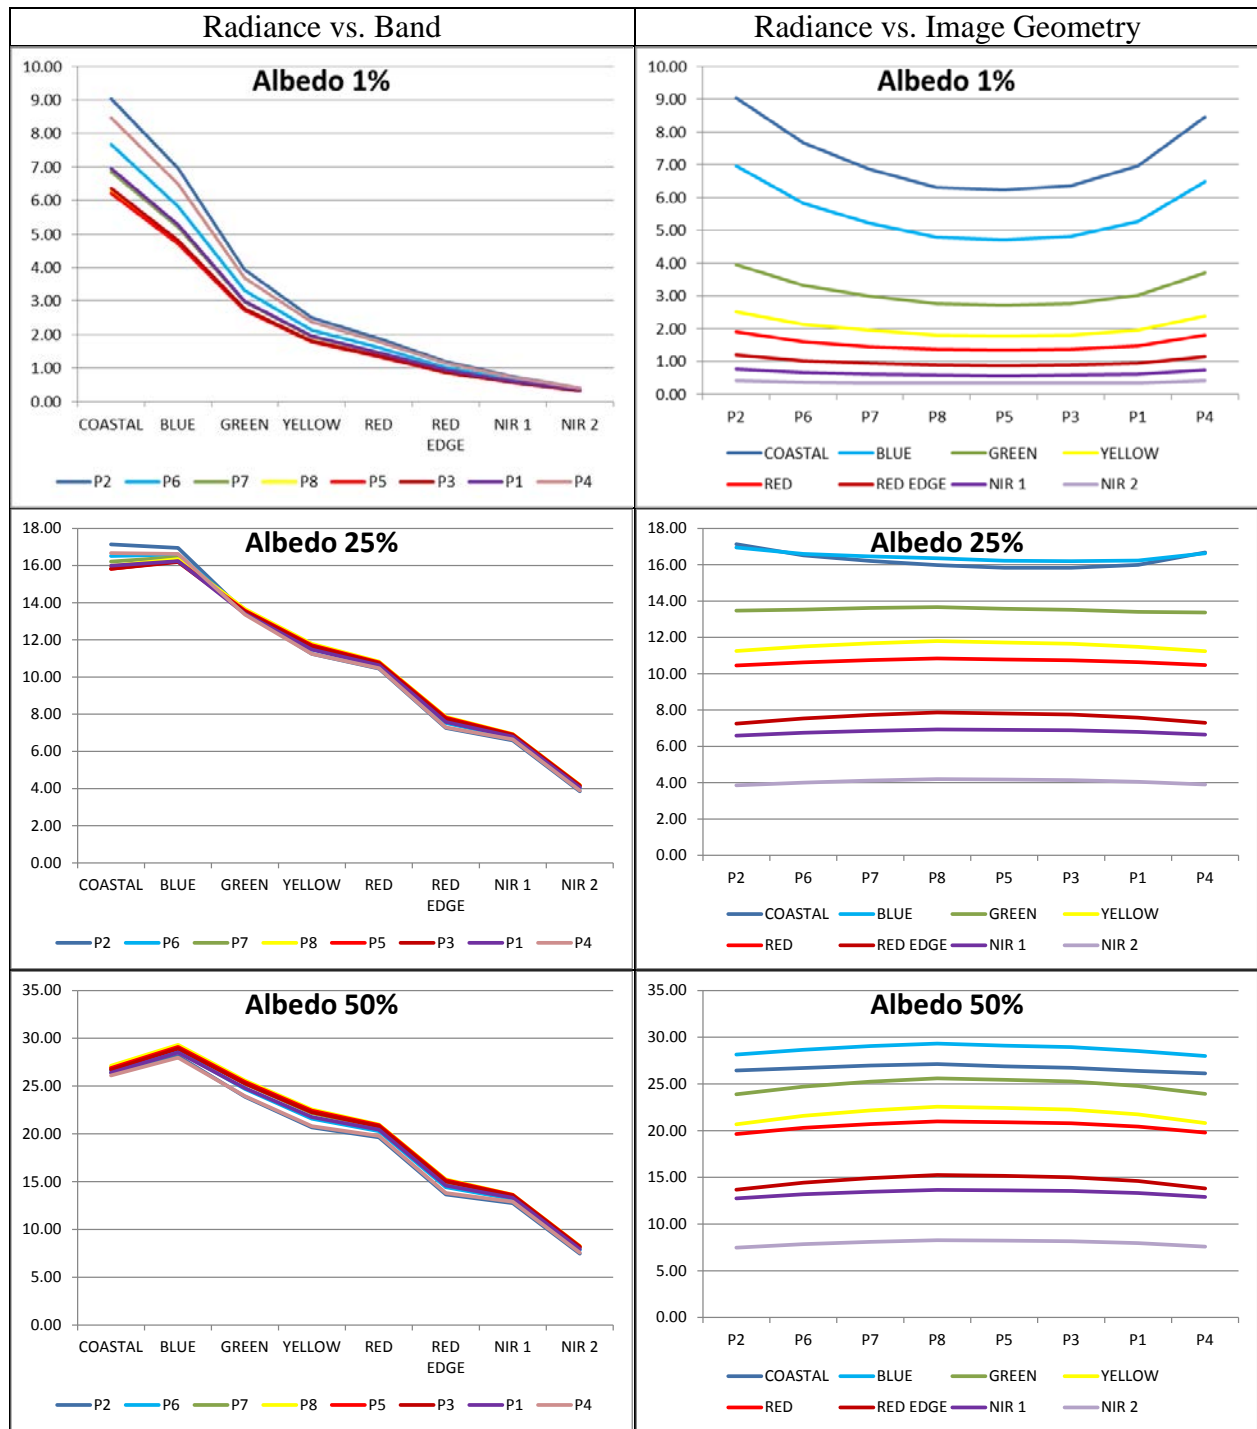 Radiance vs. Band
Radiance vs. Image Geometry
Albedo 1%
10.00
9.00
8.00
7.00
6.00
5.00
4.00
3.00
2.00
1.00
0.00
COASTAL BLUE GREEN YELLOW RED RED EDGE NIR 1 NIR 2
P2 P6 P7 P8 P5 P3 P1 P4
Albedo 1%
10.00
9.00
8.00
7.00
6.00
5.00
4.00
3.00
2.00
1.00
0.00
P2 P6 P7 P8 P5 P3 P1 P4
COASTAL BLUE GREEN YELLOW
RED RED EDGE NIR 1 NIR 2
Albedo 25%
18.00
16.00
14.00
12.00
10.00
8.00
6.00
4.00
2.00
0.00
COASTAL BLUE GREEN YELLOW RED RED EDGE NIR 1 NIR 2
P2 P6 P7 P8 P5 P3 P1 P4
Albedo 25%
18.00
16.00
14.00
12.00
10.00
8.00
6.00
4.00
2.00
0.00
P2 P6 P7 P8 P5 P3 P1 P4
COASTAL BLUE GREEN YELLOW
RED RED EDGE NIR 1 NIR 2
Albedo 50%
35.00
30.00
25.00
20.00
15.00
10.00
5.00
0.00
COASTAL BLUE GREEN YELLOW RED RED EDGE NIR 1 NIR 2
P2 P6 P7 P8 P5 P3 P1 P4
Albedo 50%
35.00
30.00
25.00
20.00
15.00
10.00
5.00
0.00
P2 P6 P7 P8 P5 P3 P1 P4
COASTAL BLUE GREEN YELLOW
RED RED EDGE NIR 1 NIR 2